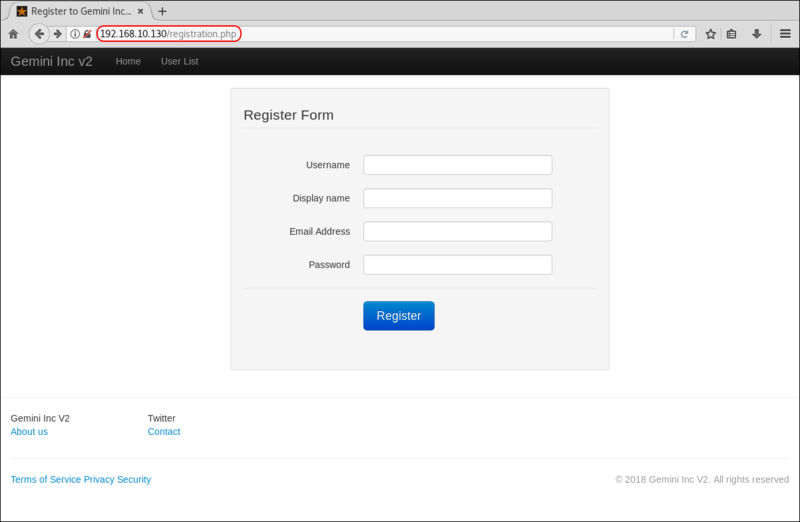 Register to Gemini Inc...
192.168.10.130/registration.php
Gemini Inc v2 Home User List
Register Form
Username
Display name
Email Address
Password
Register
Gemini Inc V2 Twitter
About us Contact
Terms of Service Privacy Security © 2018 Gemini Inc V2. All rights reserved